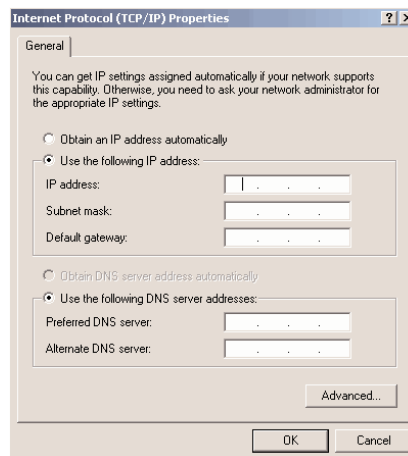 Internet Protocol (TCP/IP) Properties
General
You can get IP settings assigned automatically if your network supports
this capability. Otherwise, you need to ask your network administrator for
the appropriate IP settings.
Obtain an IP address automatically
Use the following IP address:
IP address:
Subnet mask:
Default gateway:
Obtain DNS server address automatically
Use the following DNS server addresses:
Preferred DNS server:
Alternate DNS server:
Advanced...
OK
Cancel